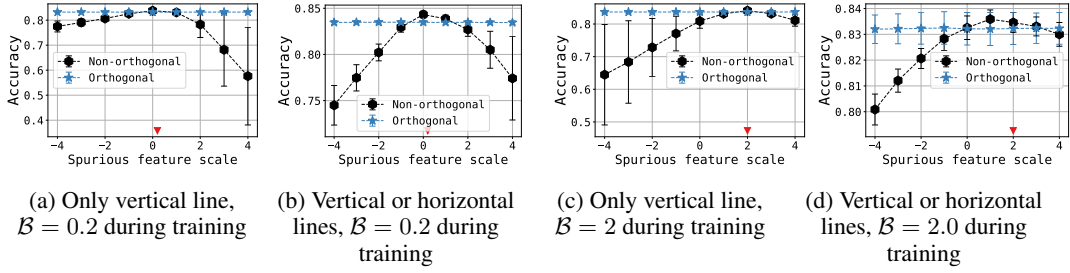 Accuracy
0.8
0.6
0.4
Non-orthogonal
Orthogonal
−4 −2 0 2 4
Spurious feature scale
Accuracy
0.85
0.80
0.75
Non-orthogonal
Orthogonal
−4 −2 0 2 4
Spurious feature scale
Accuracy
0.8
0.7
0.6
0.5
Non-orthogonal
Orthogonal
−4 −2 0 2 4
Spurious feature scale
Accuracy
0.84
0.83
0.82
0.81
0.80
Non-orthogonal
Orthogonal
−4 −2 0 2 4
Spurious feature scale
(a) Only vertical line,
ℬ = 0.2 during training
(b) Vertical or horizontal
lines, ℬ = 0.2 during
training
(c) Only vertical line,
ℬ = 2 during training
(d) Vertical or horizontal
lines, ℬ = 2.0 during
training